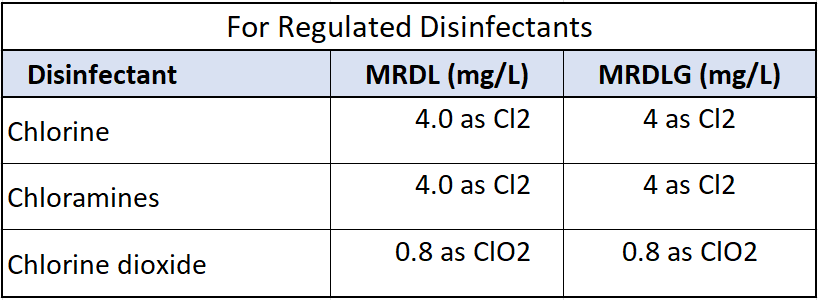 For Regulated Disinfectants
Disinfectant MRDL (mg/L) MRDLG (mg/L)
Chlorine 4.0 as Cl2 4 as Cl2
Chloramines 4.0 as Cl2 4 as Cl2
Chlorine dioxide 0.8 as ClO2 0.8 as ClO2